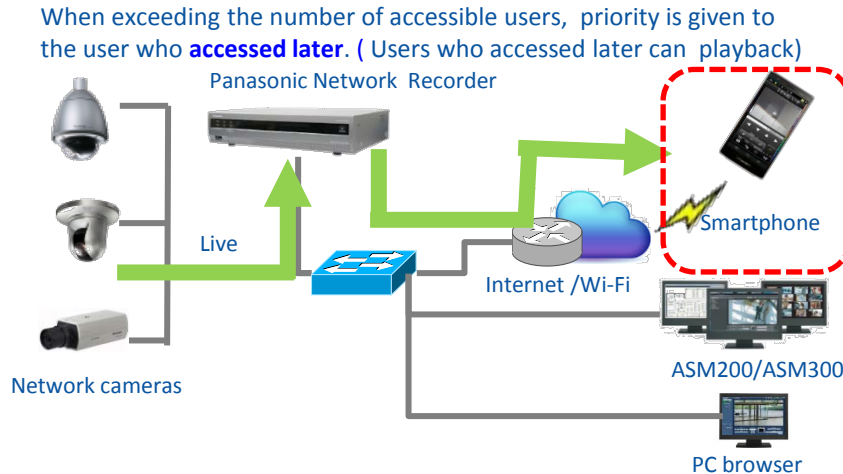 When exceeding the number of accessible users, priority is given to
the user who accessed later. ( Users who accessed later can playback)
Panasonic Network Recorder
Live
Smartphone
Internet /Wi-Fi
ASM200/ASM300
Network cameras
PC browser